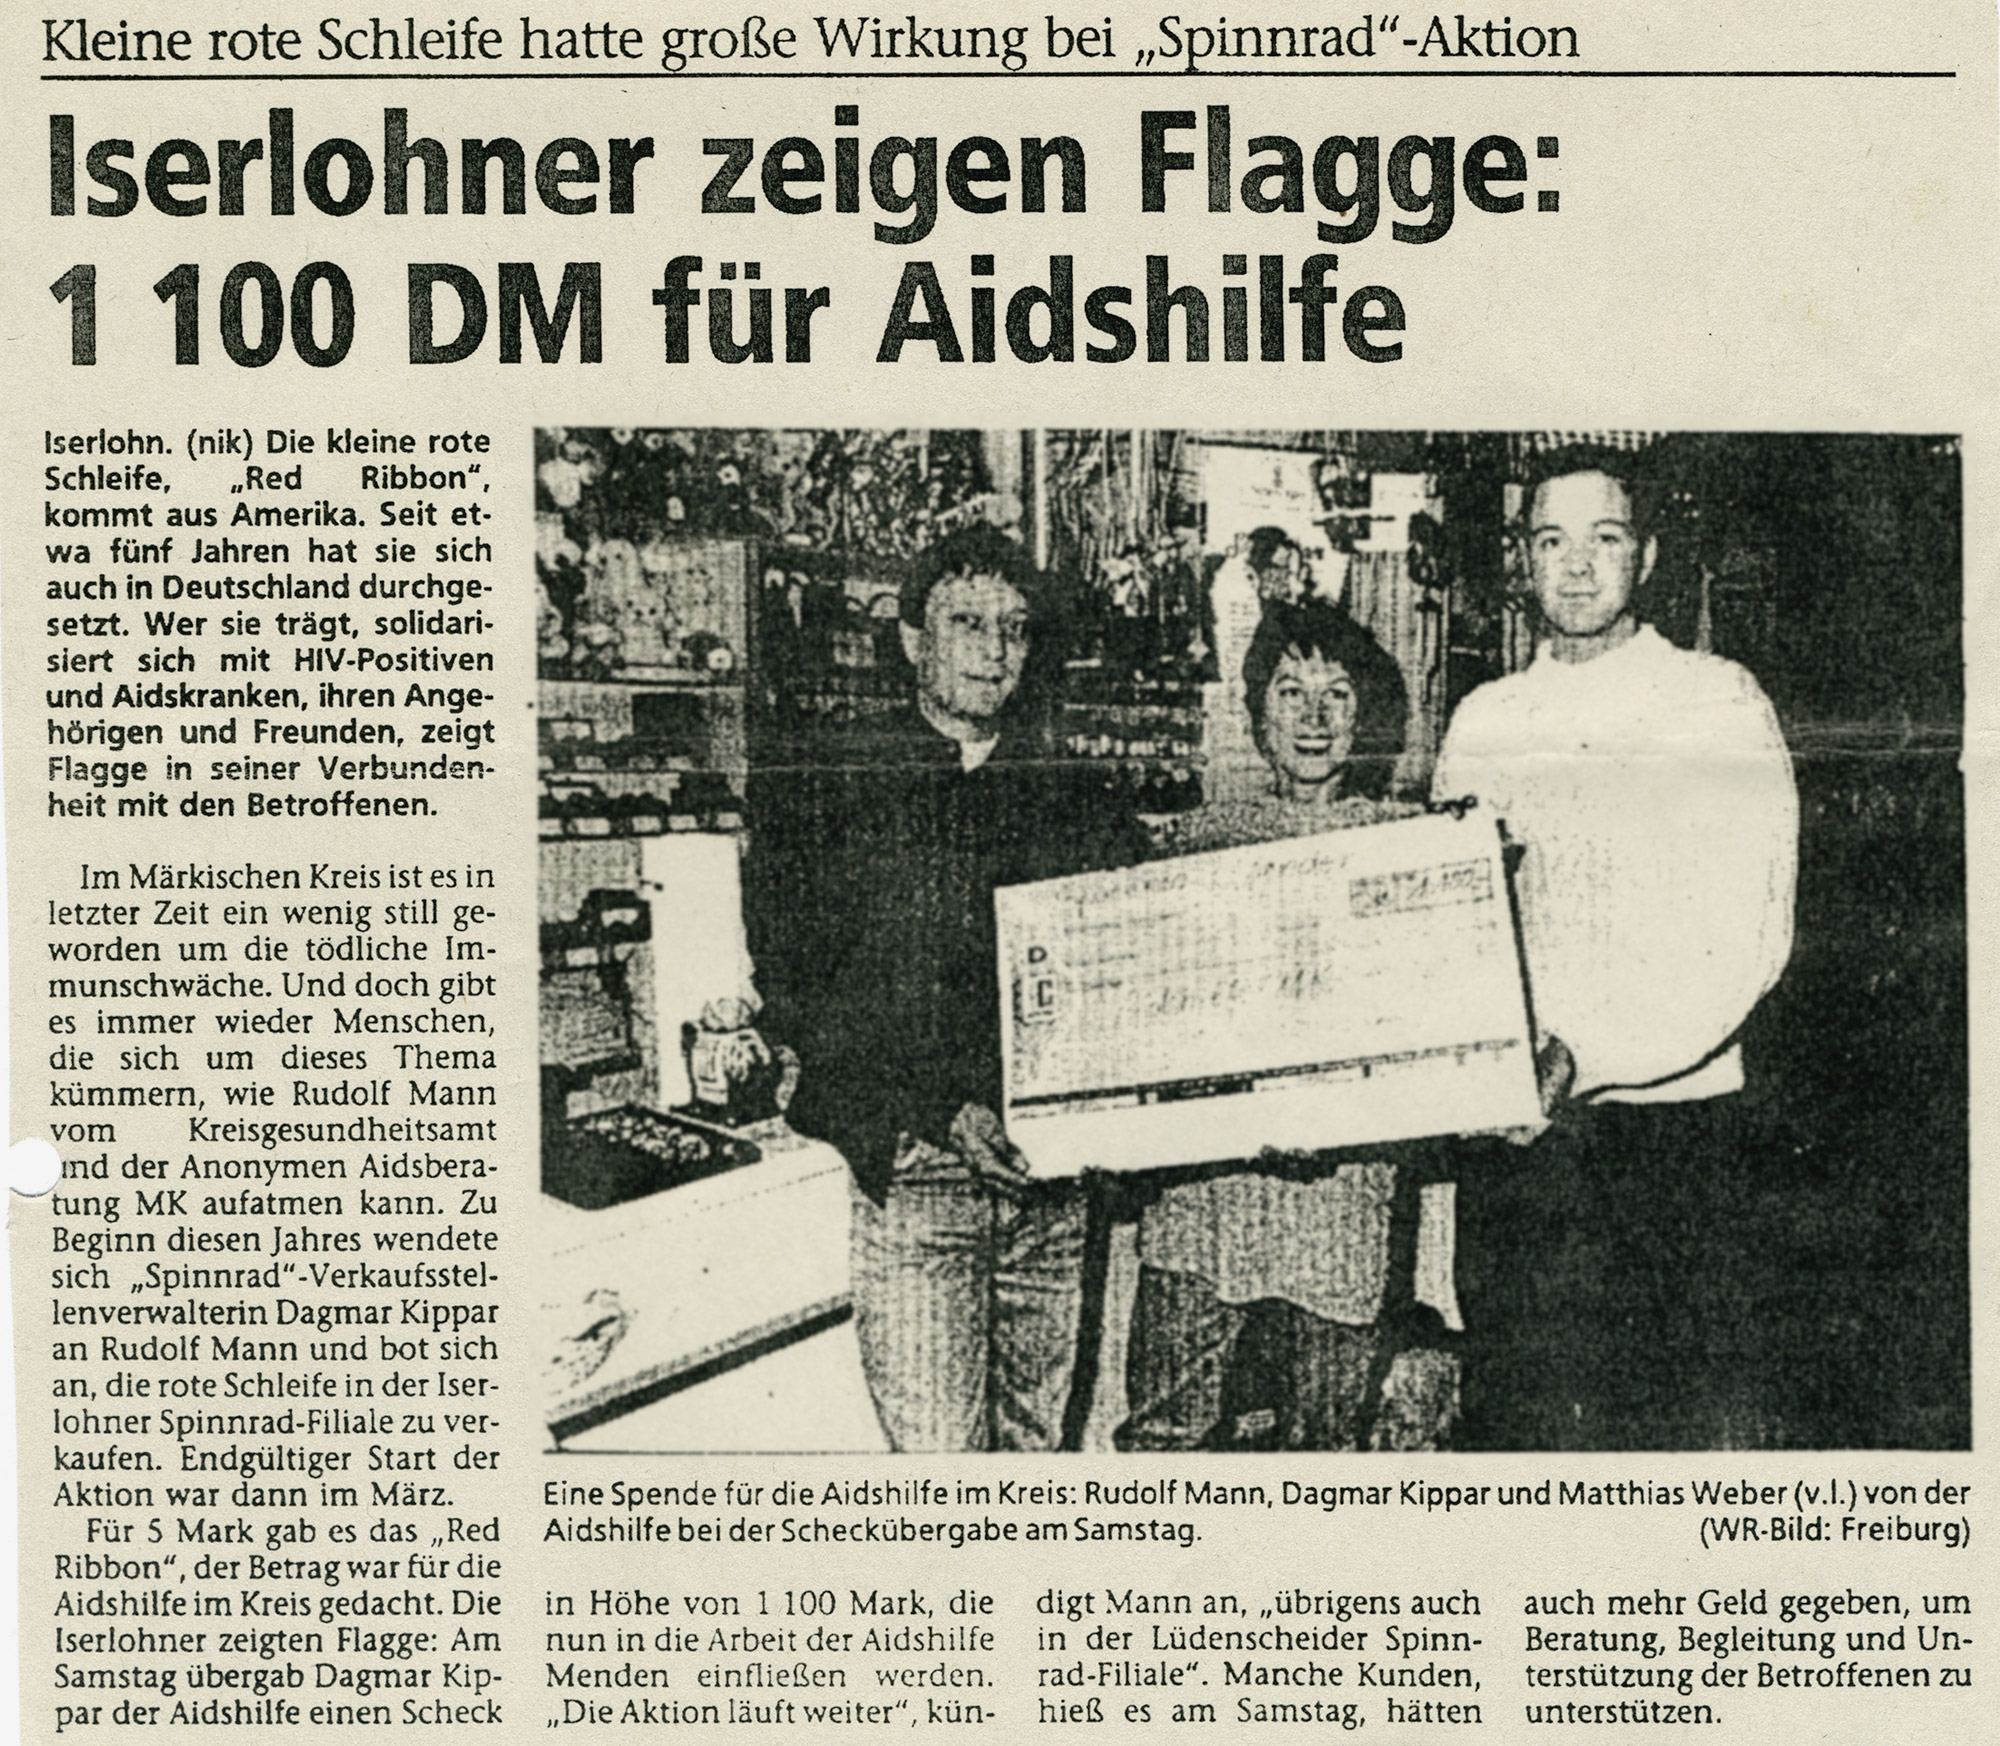 Kleine rote Schleife hatte große Wirkung bei „Spinnrad“-Aktion
Iserlohner zeigen Flagge:
1 100 DM für Aidshilfe
Iserlohn. (nik) Die kleine rote
Schleife, „Red Ribbon“,
kommt aus Amerika. Seit et-
wa fünf Jahren hat sie sich
auch in Deutschland durchge-
setzt. Wer sie trägt, solidari-
siert sich mit HIV-Positiven
und Aidskranken, ihren Ange-
hörigen und Freunden, zeigt
Flagge in seiner Verbunden-
heit mit den Betroffenen.
Im Märkischen Kreis ist es in
letzter Zeit ein wenig still ge-
worden um die tödliche Im-
munschwäche. Und doch gibt
es immer wieder Menschen,
die sich um dieses Thema
kümmern, wie Rudolf Mann
vom Kreisgesundheitsamt
und der Anonymen Aidsbera-
tung MK aufatmen kann. Zu
Beginn diesen Jahres wendete
sich „Spinnrad“-Verkaufsstel-
lenverwalterin Dagmar Kippar
an Rudolf Mann und bot sich
an, die rote Schleife in der Iser-
lohner Spinnrad-Filiale zu ver-
kaufen. Endgültiger Start der
Aktion war dann im März.
Für 5 Mark gab es das „Red
Ribbon“, der Betrag war für die
Aidshilfe im Kreis gedacht. Die
Iserlohner zeigten Flagge: Am
Samstag übergab Dagmar Kip-
par der Aidshilfe einen Scheck
Eine Spende für die Aidshilfe im Kreis: Rudolf Mann, Dagmar Kippar und Matthias Weber (v.l.) von der
Aidshilfe bei der Scheckübergabe am Samstag. (WR-Bild: Freiburg)
in Höhe von 1 100 Mark, die
nun in die Arbeit der Aidshilfe
Menden einfließen werden.
„Die Aktion läuft weiter“, kün-
digt Mann an, „übrigens auch
in der Lüdenscheider Spinn-
rad-Filiale“. Manche Kunden,
hieß es am Samstag, hätten
auch mehr Geld gegeben, um
Beratung, Begleitung und Un-
terstützung der Betroffenen zu
unterstützen.